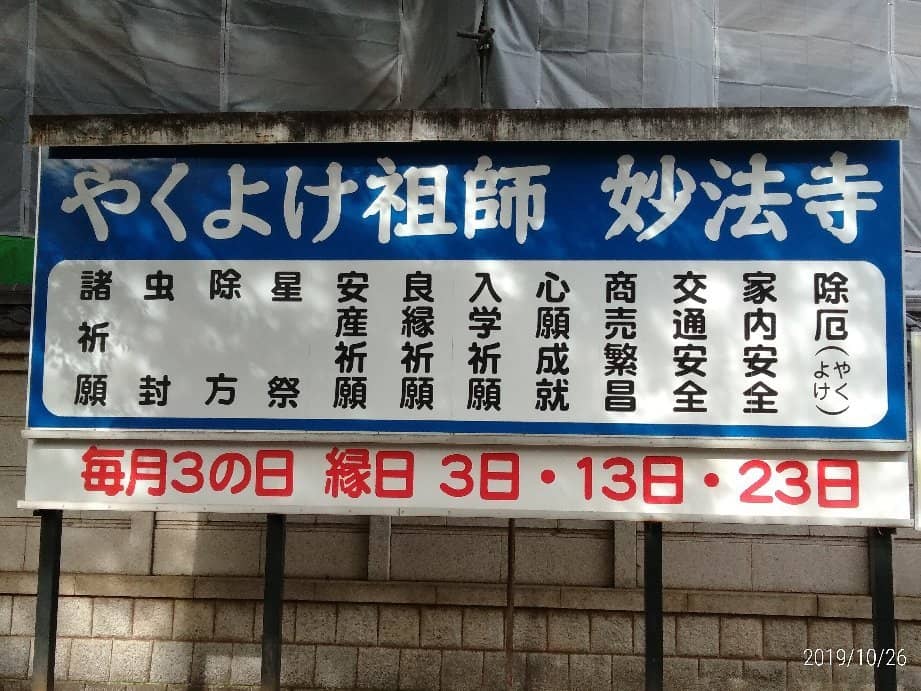 やくよけ祖師 妙法寺
除厄(やくよけ)
家内安全
交通安全
商売繁昌
心願成就
入学祈願
良縁祈願
安産祈願
星祭
除方
虫封
諸祈願
毎月3の日 縁日 3日・13日・23日
2019/10/26